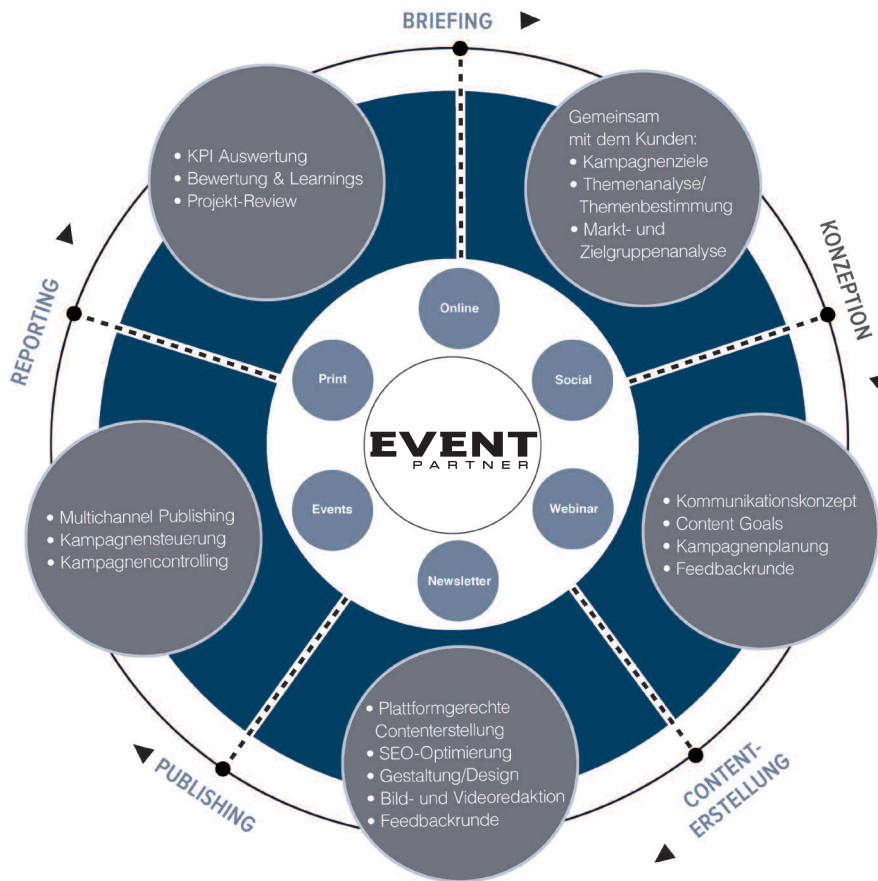 BRIEFING
Gemeinsam
mit dem Kunden:
• Kampagnenziele
• Themenanalyse/
Themenbestimmung
• Markt- und
Zielgruppenanalyse
KONZEPTION
• Kommunikationskonzept
• Content Goals
• Kampagnenplanung
• Feedbackrunde
CONTENT-
ERSTELLUNG
• Plattformgerechte
Contenterstellung
• SEO-Optimierung
• Gestaltung/Design
• Bild- und Videoredaktion
• Feedbackrunde
PUBLISHING
• Multichannel Publishing
• Kampagnensteuerung
• Kampagnencontrolling
REPORTING
• KPI Auswertung
• Bewertung & Learnings
• Projekt-Review
Online
Social
Webinar
Newsletter
Events
Print
EVENT
PARTNER